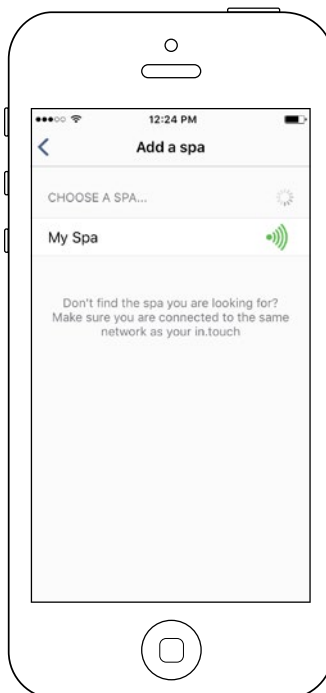 12:24 PM
Add a spa
CHOOSE A SPA...
My Spa
Don't find the spa you are looking for?
Make sure you are connected to the same
network as your in.touch